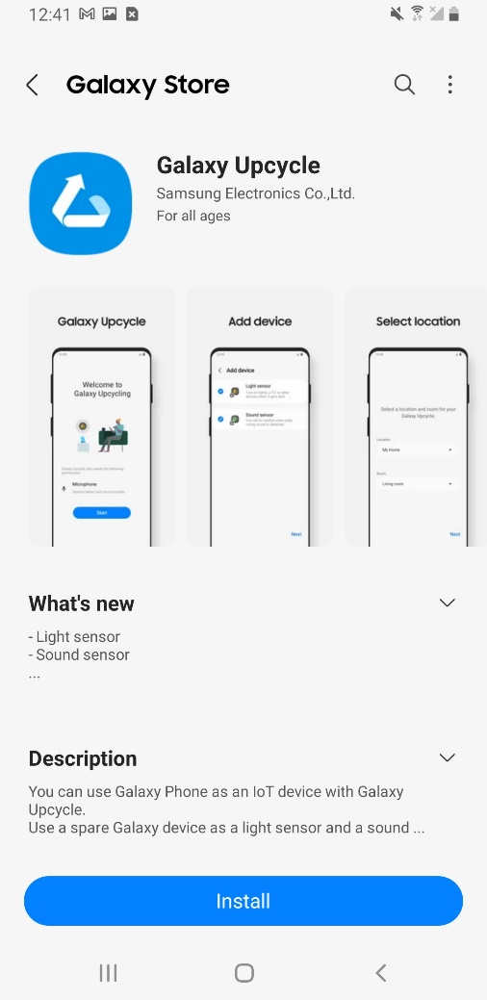 12:41
Galaxy Store
Galaxy Upcycle
Samsung Electronics Co.,Ltd.
For all ages
Galaxy Upcycle
Welcome to
Galaxy Upcycling
Microphone
Start
Add device
Add device
Light sensor
Sound sensor
Next
Select location
Select a location and room for your
Galaxy Upcycle.
Location
My Home
Room
Living room
Next
What's new
- Light sensor
- Sound sensor
...
Description
You can use Galaxy Phone as an IoT device with Galaxy
Upcycle.
Use a spare Galaxy device as a light sensor and a sound ...
Install